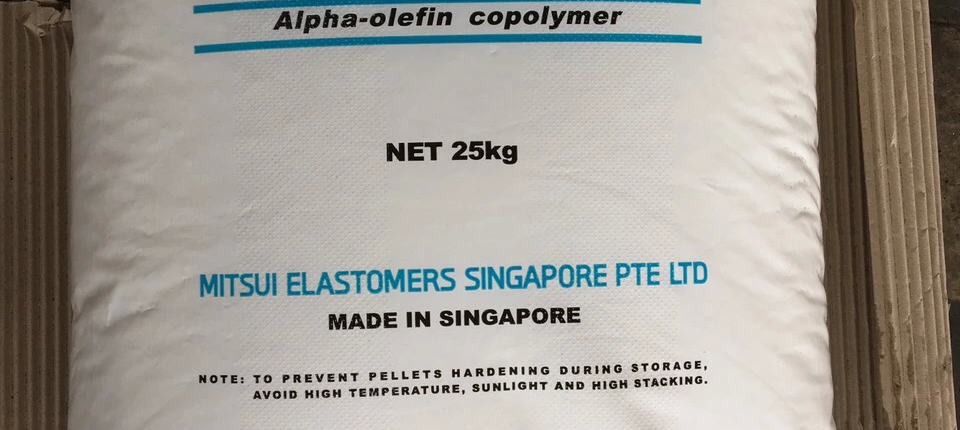 Alpha-olefin copolymer
NET 25kg
MITSUI ELASTOMERS SINGAPORE PTE LTD
MADE IN SINGAPORE
NOTE: TO PREVENT PELLETS HARDENING DURING STORAGE,
AVOID HIGH TEMPERATURE, SUNLIGHT AND HIGH STACKING.